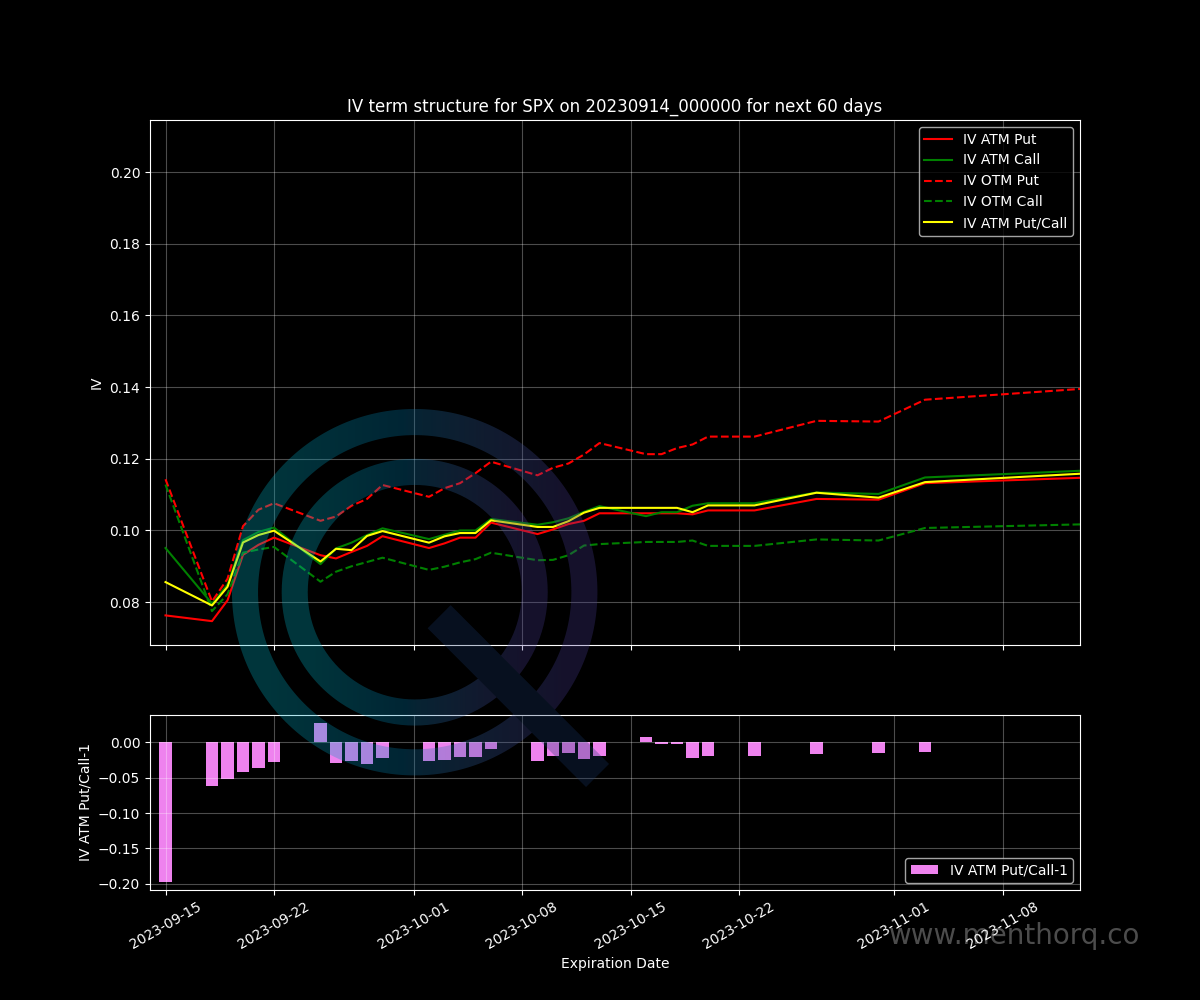 IV term structure for SPX on 20230914_000000 for next 60 days
IV ATM Put
IV ATM Call
IV OTM Put
IV OTM Call
IV ATM Put/Call
0.20
0.18
0.16
0.14
0.12
0.10
0.08
IV
0.00
−0.05
−0.10
−0.15
−0.20
IV ATM Put/Call-1
IV ATM Put/Call-1
2023-09-15
2023-09-22
2023-10-01
2023-10-08
2023-10-15
2023-10-22
2023-11-01
2023-11-08
www.menthorq.co
Expiration Date